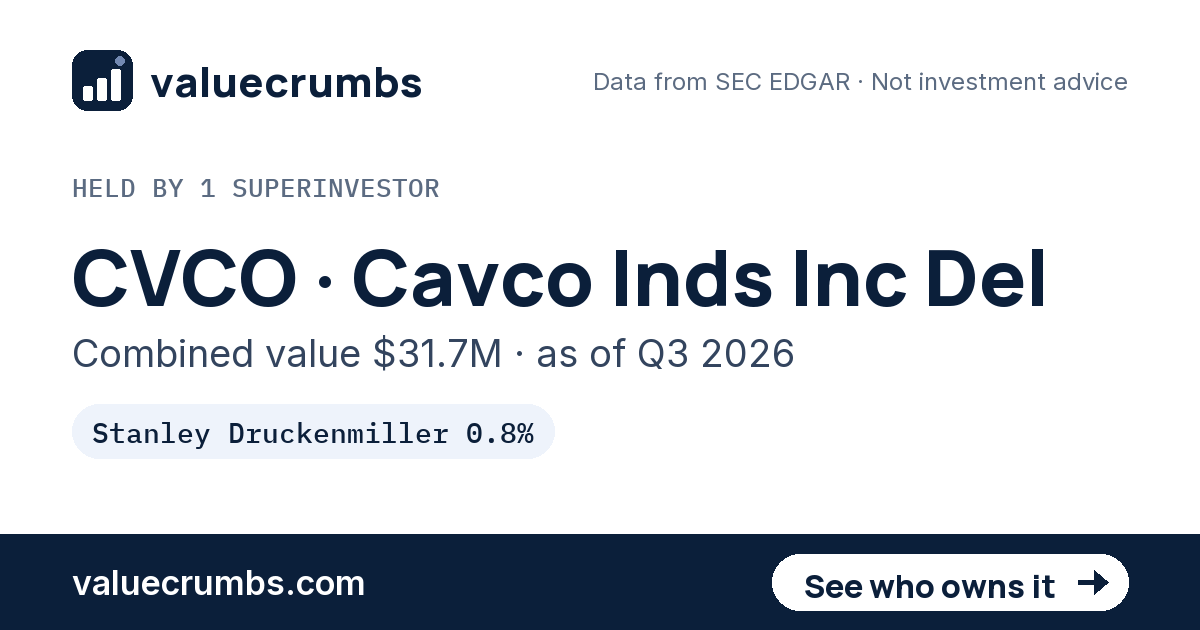 valuecrumbs
Data from SEC EDGAR · Not investment advice
HELD BY 1 SUPERINVESTOR
CVCO · Cavco Inds Inc Del
Combined value $31.7M · as of Q3 2026
Stanley Druckenmiller 0.8%
valuecrumbs.com
See who owns it →